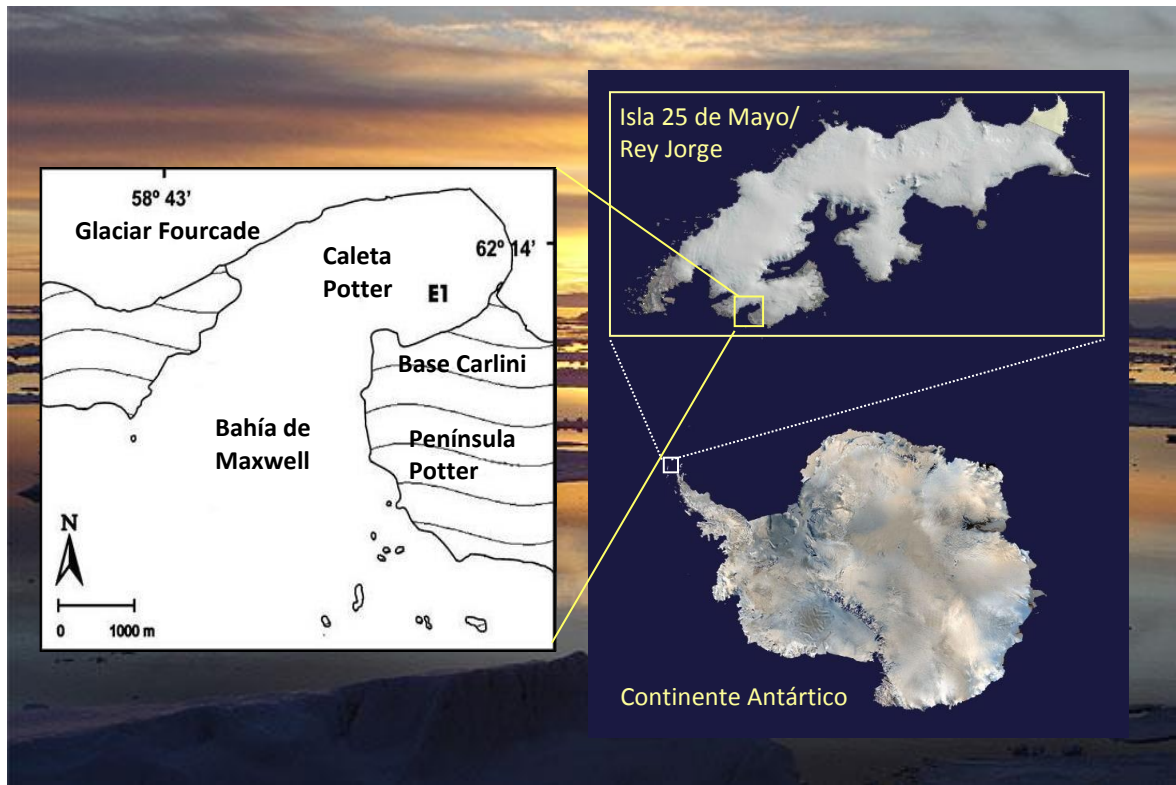 58º 43’
Glaciar Fourcade
62º 14’
Caleta
Potter
E1
Base Carlini
Bahía de
Maxwell
Península
Potter
N
0 1000 m
Isla 25 de Mayo/
Rey Jorge
Continente Antártico